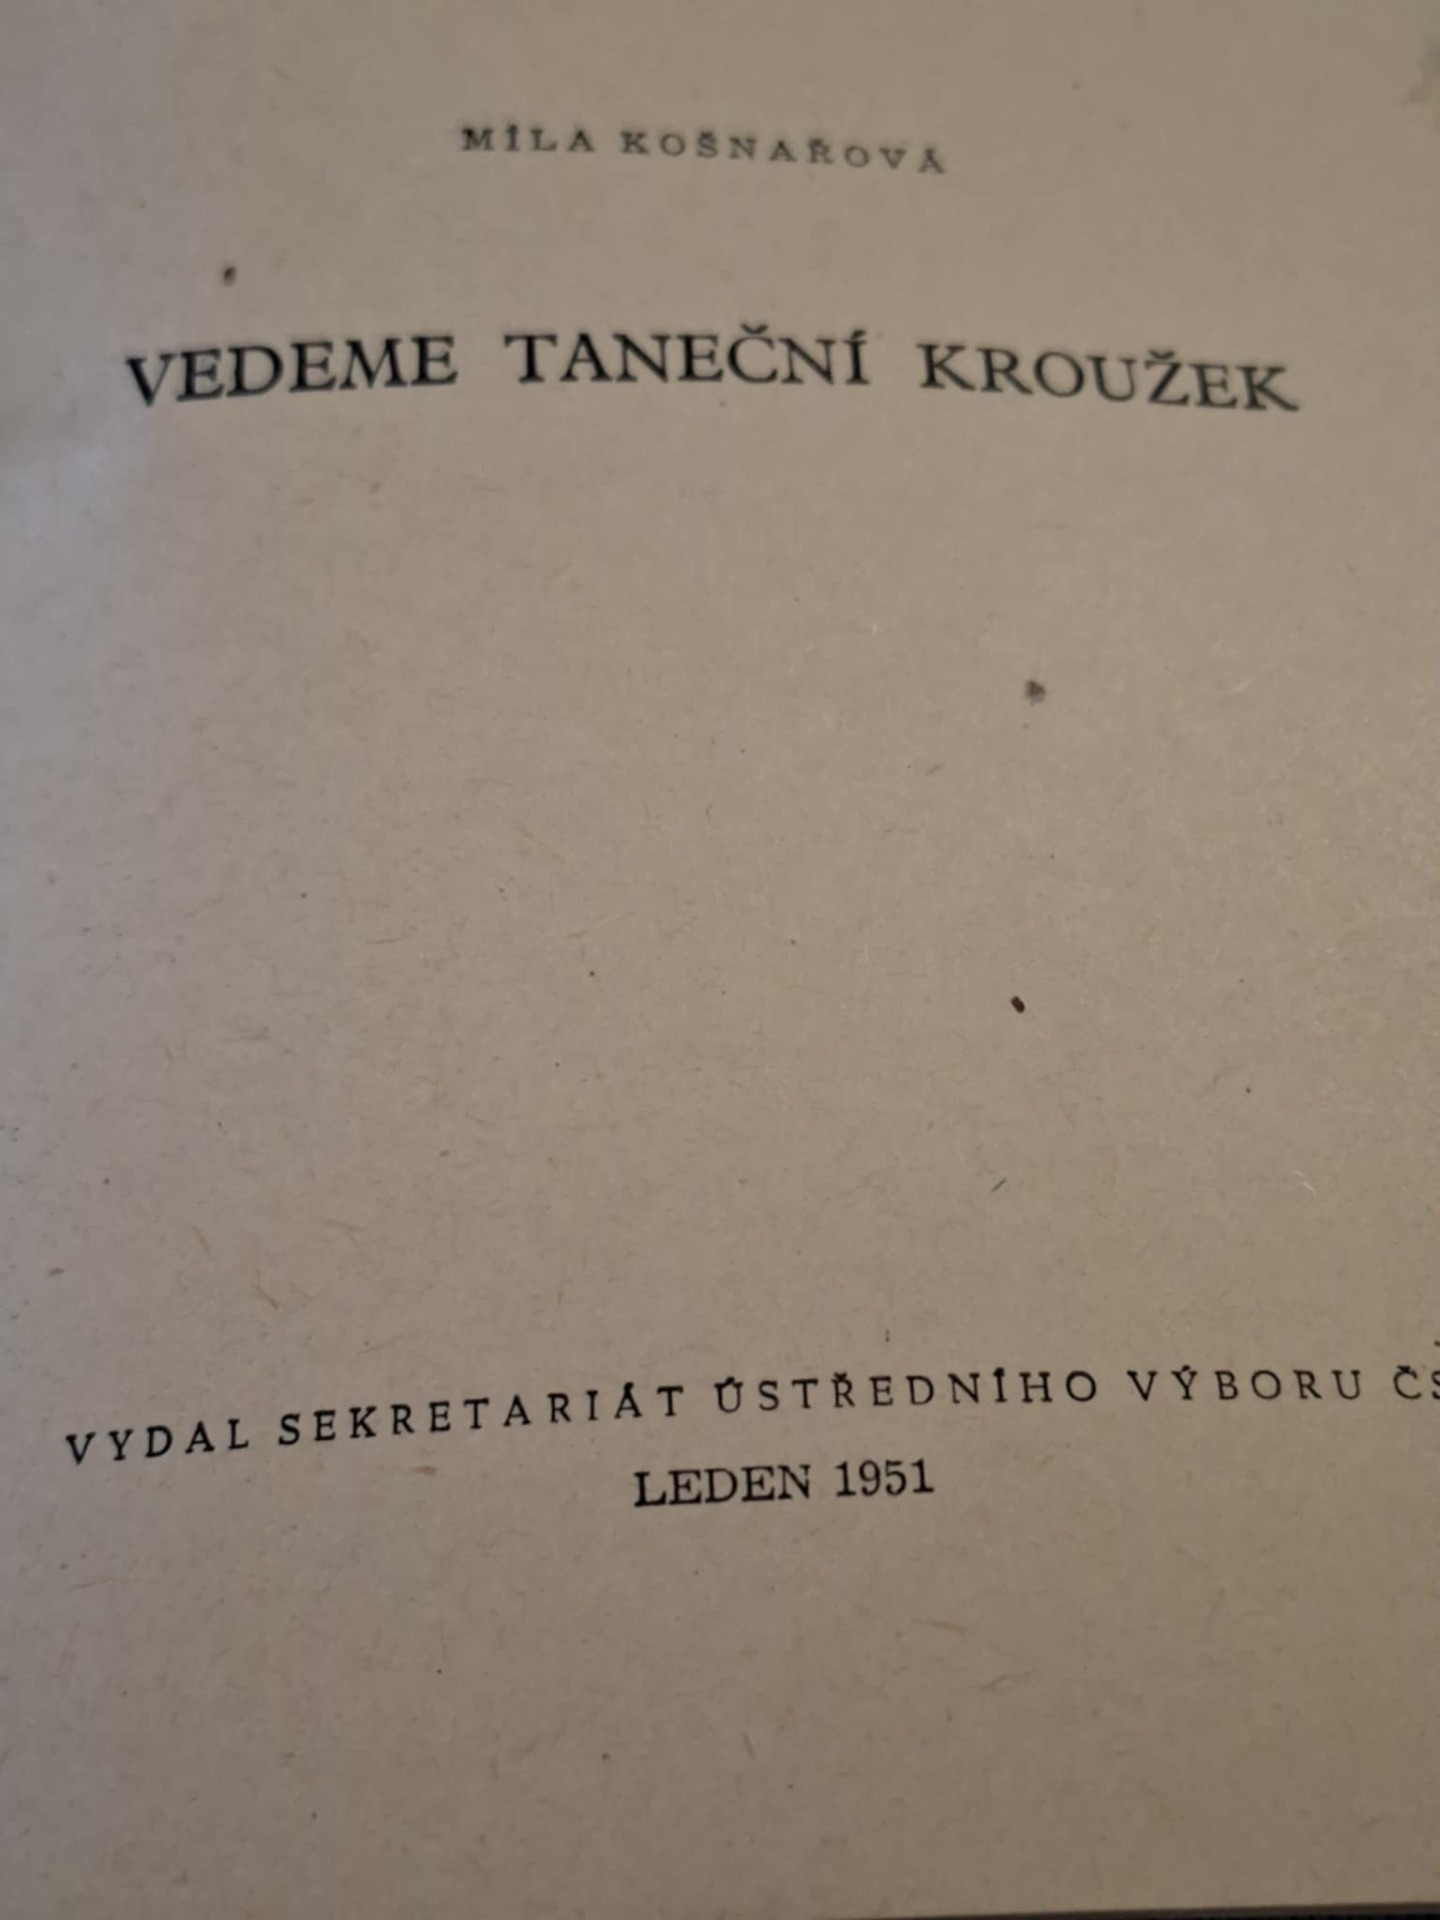 MÍLA KOŠNAŘOVÁ
VEDEME TANEČNÍ KROUŽEK
VYDAL SEKRETARIÁT ÚSTŘEDNÍHO VÝBORU
LEDEN 1951